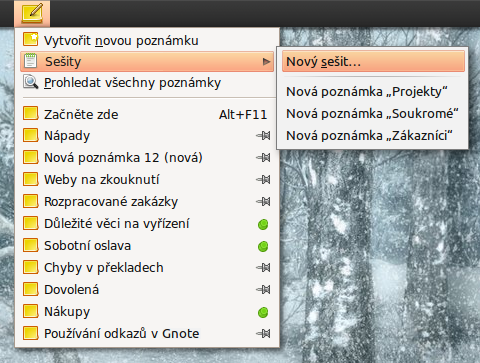 Vytvořit novou poznámku
Sešity
Prohledat všechny poznámky
Začněte zde Alt+F11
Nápady
Nová poznámka 12 (nová)
Weby na zkouknutí
Rozpracované zakázky
Důležité věci na vyřízení
Sobotní oslava
Chyby v překladech
Dovolená
Nákupy
Používání odkazů v Gnote
Nový sešit...
Nová poznámka „Projekty“
Nová poznámka „Soukromé“
Nová poznámka „Zákazníci“